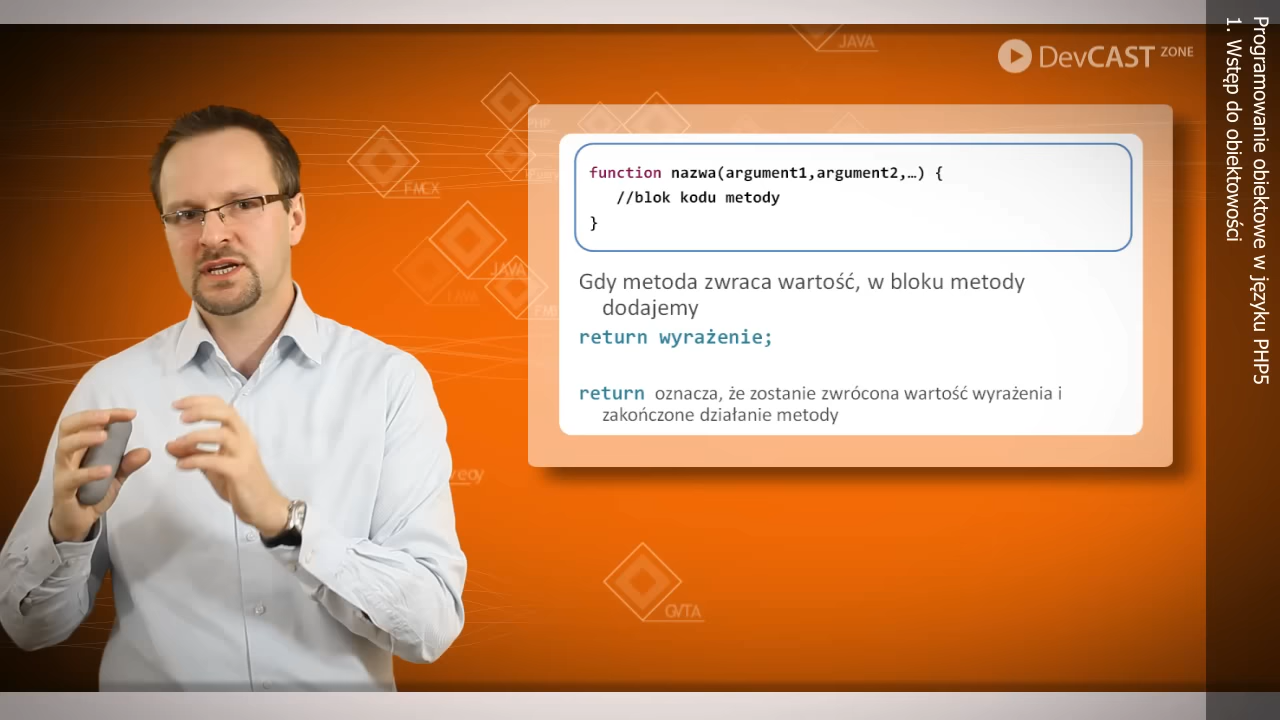 DevCAST ZONE
JAVA
PHP
FMCX
JAVA
function nazwa(argument1,argument2,…) {
//blok kodu metody
}
Gdy metoda zwraca wartość, w bloku metody
dodajemy
return wyrażenie;
return oznacza, że zostanie zwrócona wartość wyrażenia i
zakończone działanie metody
Programowanie obiektowe w języku PHP5
1. Wstęp do obiektowości